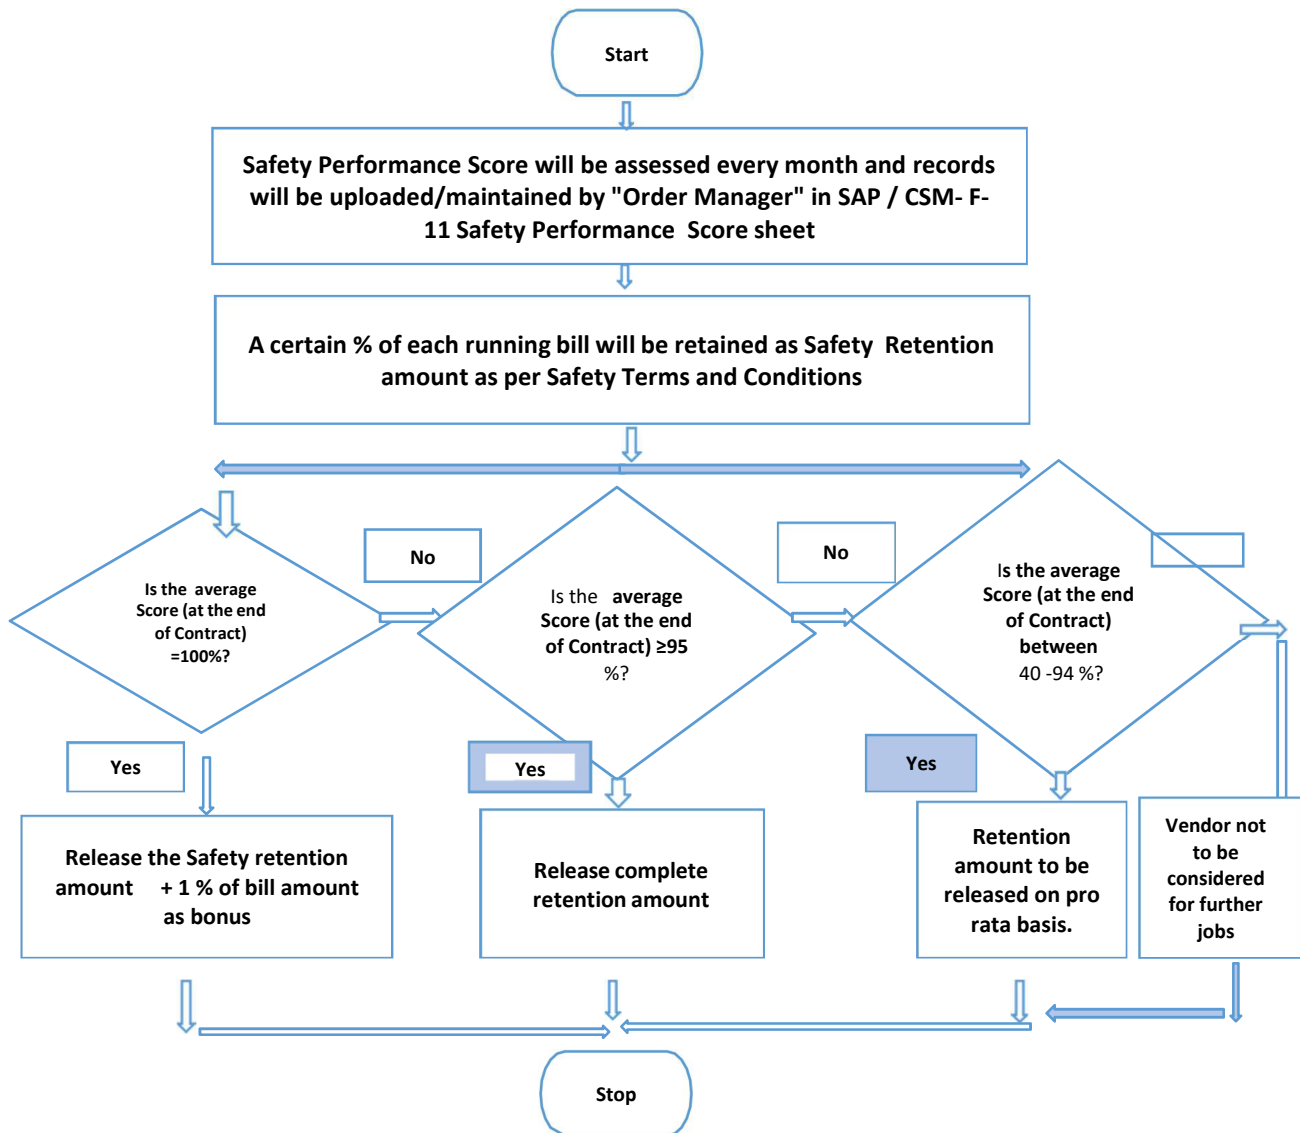 Start
Safety Performance Score will be assessed every month and records
will be uploaded/maintained by "Order Manager" in SAP / CSM- F-
11 Safety Performance Score sheet
A certain % of each running bill will be retained as Safety Retention
amount as per Safety Terms and Conditions
Is the average
Score (at the end
of Contract)
=100%?
No
Is the average
Score (at the end
of Contract) ≥95
%?
No
Is the average
Score (at the end
of Contract)
between
40 -94 %?
Yes
Yes
Yes
Release the Safety retention
amount + 1 % of bill amount
as bonus
Release complete
retention amount
Retention
amount to be
released on pro
rata basis.
Vendor not
to be
considered
for further
jobs
Stop